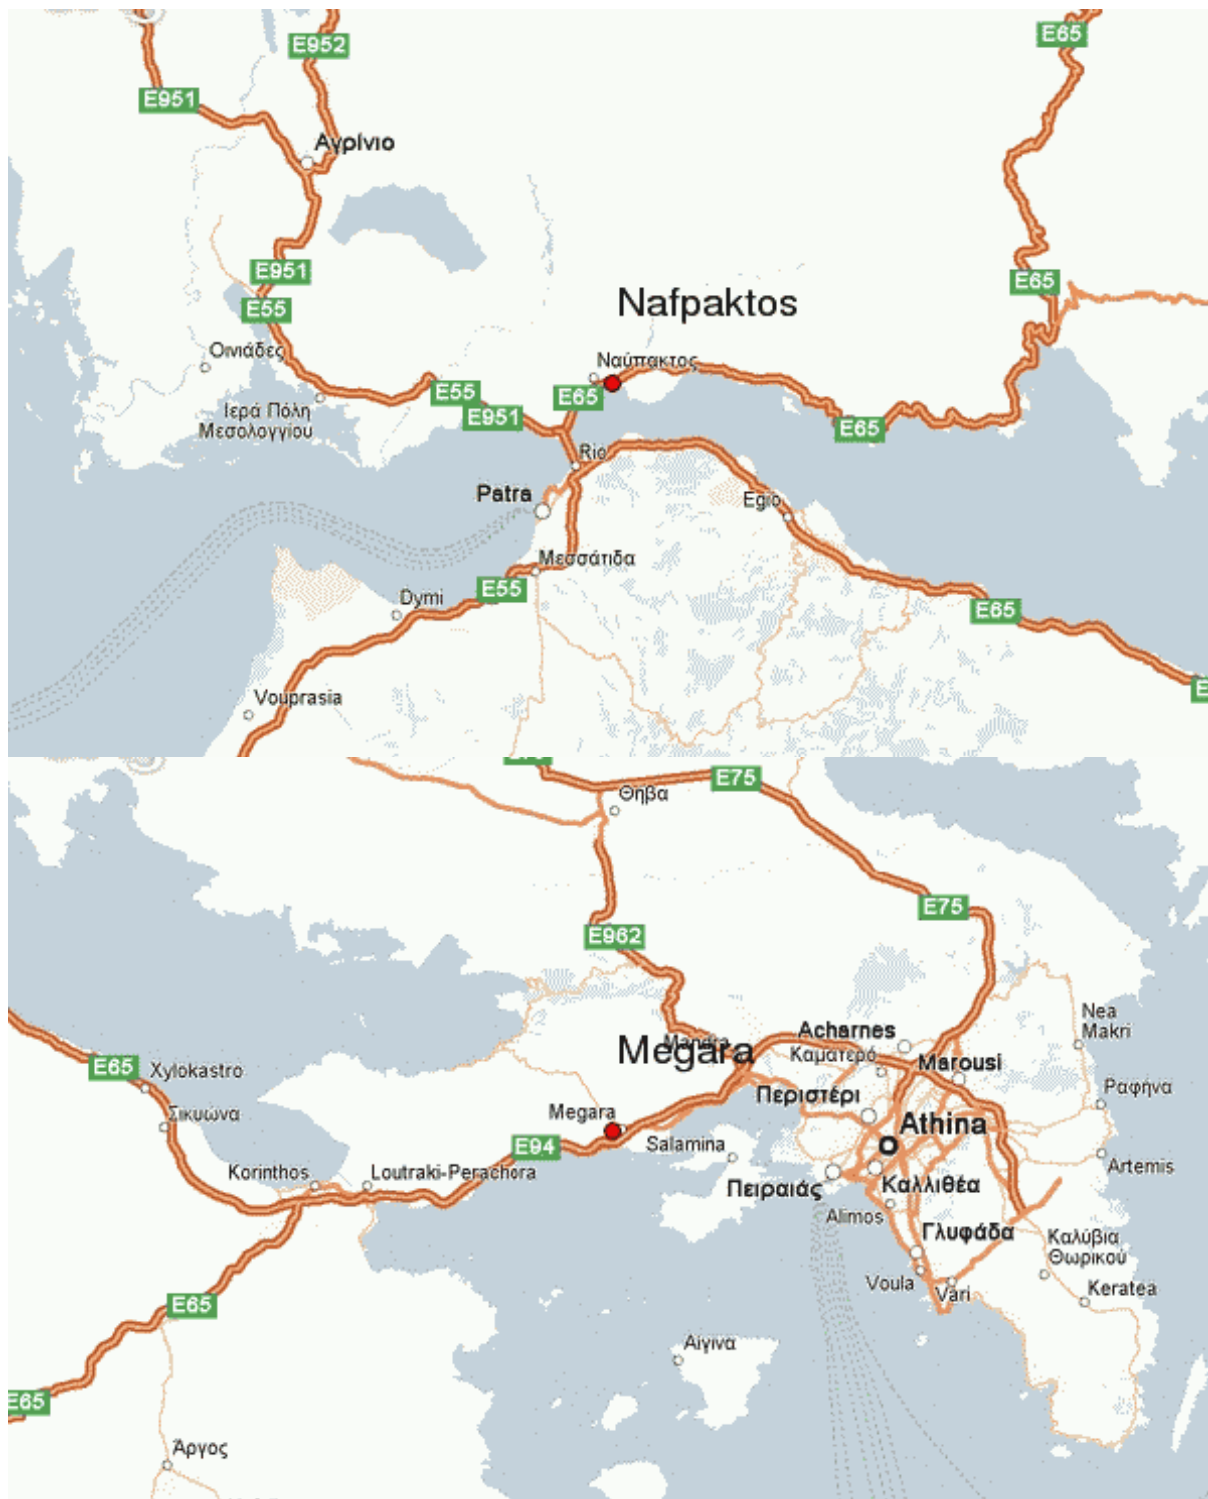 E952
E65
E951
Αγρίνιο
E951
E65
E55
Nafpaktos
Οινιάδες
Ναύπακτος
E55
E65
Ιερά Πόλη
Μεσολογγίου
E951
E65
Rio
Patra
Egio
Μεσσάτιδα
E55
Dymi
E65
Vouprasia
E75
Θηβα
E75
E962
Nea
Makri
Acharnes
Mandra
Megara
Καματερό
Marousi
E65
Xylokastro
Ραφήνα
Περιστέρι
Σικυώνα
Megara
Athina
E94
Salamina
Korinthos
Loutraki-Perachora
Artemis
Πειραιάς
Καλλιθέα
Alimos
Γλυφάδα
Καλύβια
Θωρικού
Voula
Vari
Keratea
E65
Αίγινα
E65
Άργος